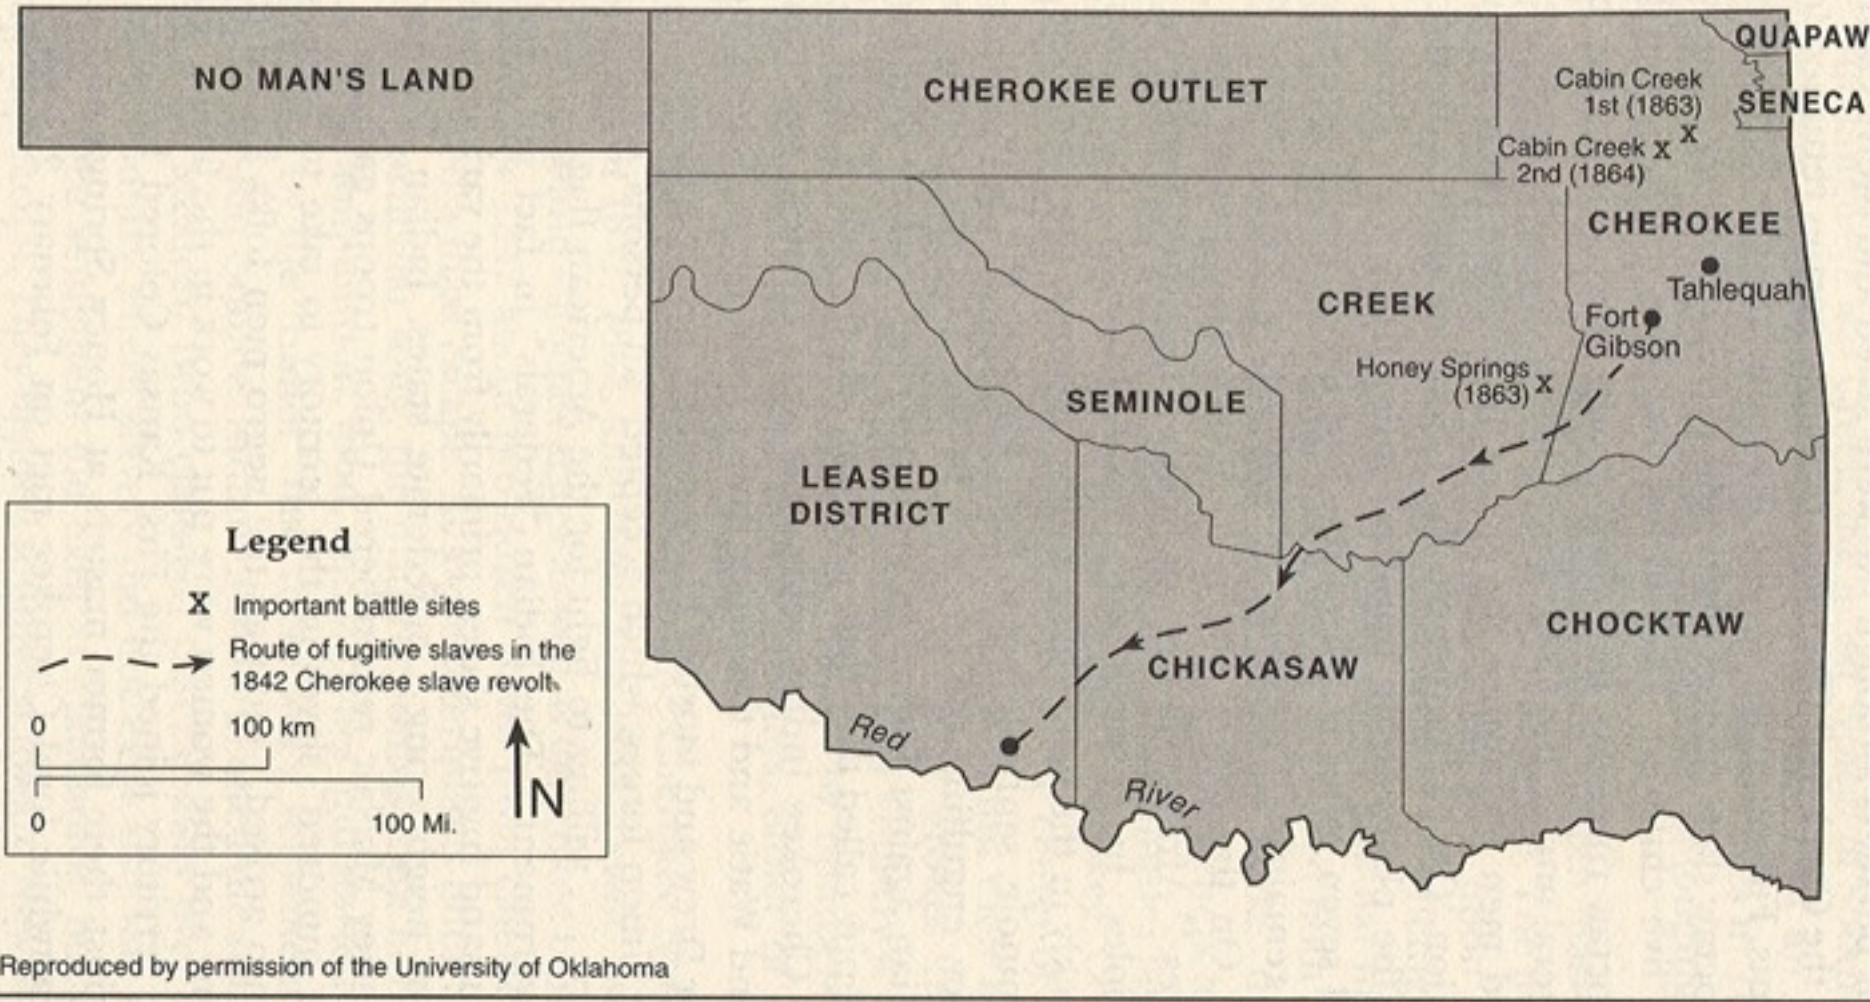 NO MAN'S LAND
CHEROKEE OUTLET
QUAPAW
SENECA
Cabin Creek
1st (1863)
X
Cabin Creek X
2nd (1864)
CHEROKEE
Tahlequah
Fort
Gibson
CREEK
Honey Springs
(1863) X
SEMINOLE
LEASED
DISTRICT
CHICKASAW
CHOCKTAW
Red
River
Legend
X Important battle sites
Route of fugitive slaves in the
1842 Cherokee slave revolt
0 100 km
0 100 Mi.
N
Reproduced by permission of the University of Oklahoma